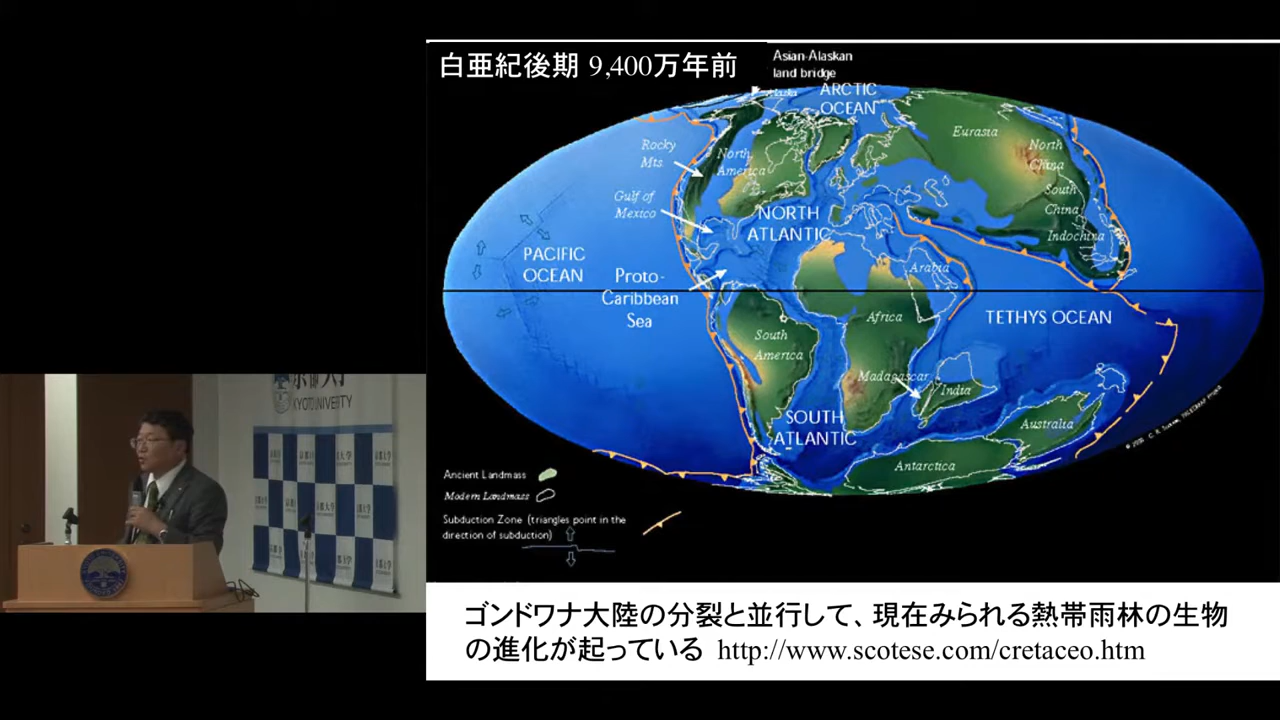 白亜紀後期 9,400万年前
Asian-Alaskan
land bridge
Alaska
ARCTIC
OCEAN
Eurasia
Rocky
Mts.
North
America
North
China
Gulf of
Mexico
South
China
NORTH
ATLANTIC
Indochina
PACIFIC
OCEAN
Proto-
Caribbean
Sea
Arabia
Africa
TETHYS OCEAN
South
America
Madagascar
India
SOUTH
ATLANTIC
Australia
Antarctica
Ancient Landmass
Modern Landmass
Subduction Zone (triangles point in the
direction of subduction)
ゴンドワナ大陸の分裂と並行して、現在みられる熱帯雨林の生物
の進化が起っている http://www.scotese.com/cretaceo.htm
京都大学